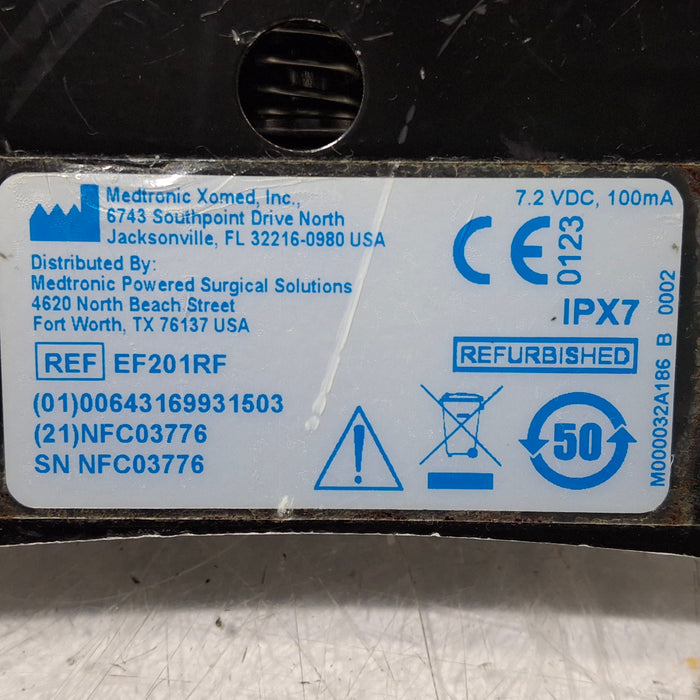 Medtronic Xomed, Inc.,
6743 Southpoint Drive North
Jacksonville, FL 32216-0980 USA
Distributed By:
Medtronic Powered Surgical Solutions
4620 North Beach Street
Fort Worth, TX 76137 USA
REF EF201RF
(01)00643169931503
(21)NFC03776
SN NFC03776
7.2 VDC, 100mA
CE 0123
IPX7
REFURBISHED
!
50
M000032A186 B 0002